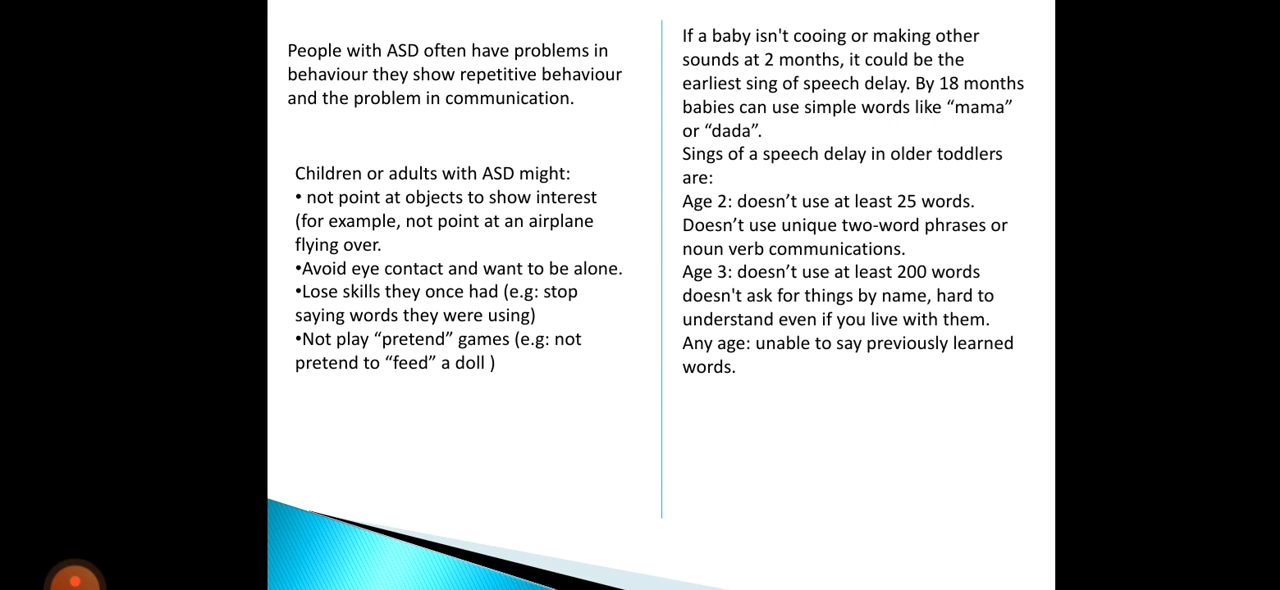 People with ASD often have problems in
behaviour they show repetitive behaviour
and the problem in communication.
Children or adults with ASD might:
• not point at objects to show interest
(for example, not point at an airplane
flying over.
•Avoid eye contact and want to be alone.
•Lose skills they once had (e.g: stop
saying words they were using)
•Not play “pretend” games (e.g: not
pretend to “feed” a doll )
If a baby isn't cooing or making other
sounds at 2 months, it could be the
earliest sing of speech delay. By 18 months
babies can use simple words like “mama”
or “dada”.
Sings of a speech delay in older toddlers
are:
Age 2: doesn’t use at least 25 words.
Doesn’t use unique two-word phrases or
noun verb communications.
Age 3: doesn’t use at least 200 words
doesn't ask for things by name, hard to
understand even if you live with them.
Any age: unable to say previously learned
words.